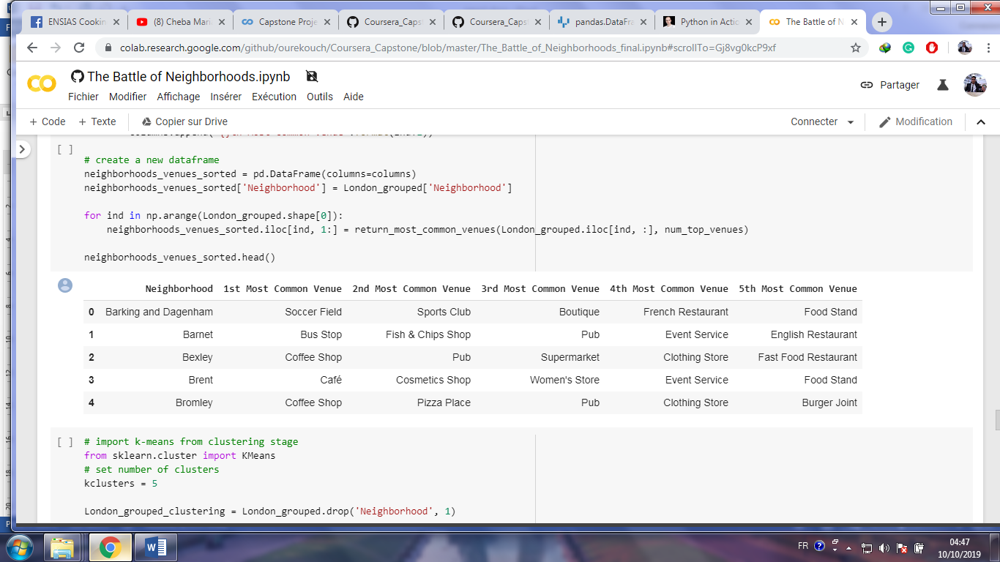 ENSIAS Cookin
(8) Cheba Mari
Capstone Proje
Coursera_Capst
Coursera_Capst
pandas.DataFra
Python in Actio
The Battle of N
colab.research.google.com/github/ourekouch/Coursera_Capstone/blob/master/The_Battle_of_Neighborhoods_final.ipynb#scrollTo=Gj8vg0kcP9xf
The Battle of Neighborhoods.ipynb
Partager
Fichier Modifier Affichage Insérer Exécution Outils Aide
+ Code + Texte Copier sur Drive Connecter Modification
[ ]
# create a new dataframe
neighborhoods_venues_sorted = pd.DataFrame(columns=columns)
neighborhoods_venues_sorted['Neighborhood'] = London_grouped['Neighborhood']
for ind in np.arange(London_grouped.shape[0]):
neighborhoods_venues_sorted.iloc[ind, 1:] = return_most_common_venues(London_grouped.iloc[ind, :], num_top_venues)
neighborhoods_venues_sorted.head()
Neighborhood 1st Most Common Venue 2nd Most Common Venue 3rd Most Common Venue 4th Most Common Venue 5th Most Common Venue
0 Barking and Dagenham Soccer Field Sports Club Boutique French Restaurant Food Stand
1 Barnet Bus Stop Fish & Chips Shop Pub Event Service English Restaurant
2 Bexley Coffee Shop Pub Supermarket Clothing Store Fast Food Restaurant
3 Brent Café Cosmetics Shop Women's Store Event Service Food Stand
4 Bromley Coffee Shop Pizza Place Pub Clothing Store Burger Joint
[ ] # import k-means from clustering stage
from sklearn.cluster import KMeans
# set number of clusters
kclusters = 5
London_grouped_clustering = London_grouped.drop('Neighborhood', 1)
FR
04:47
10/10/2019